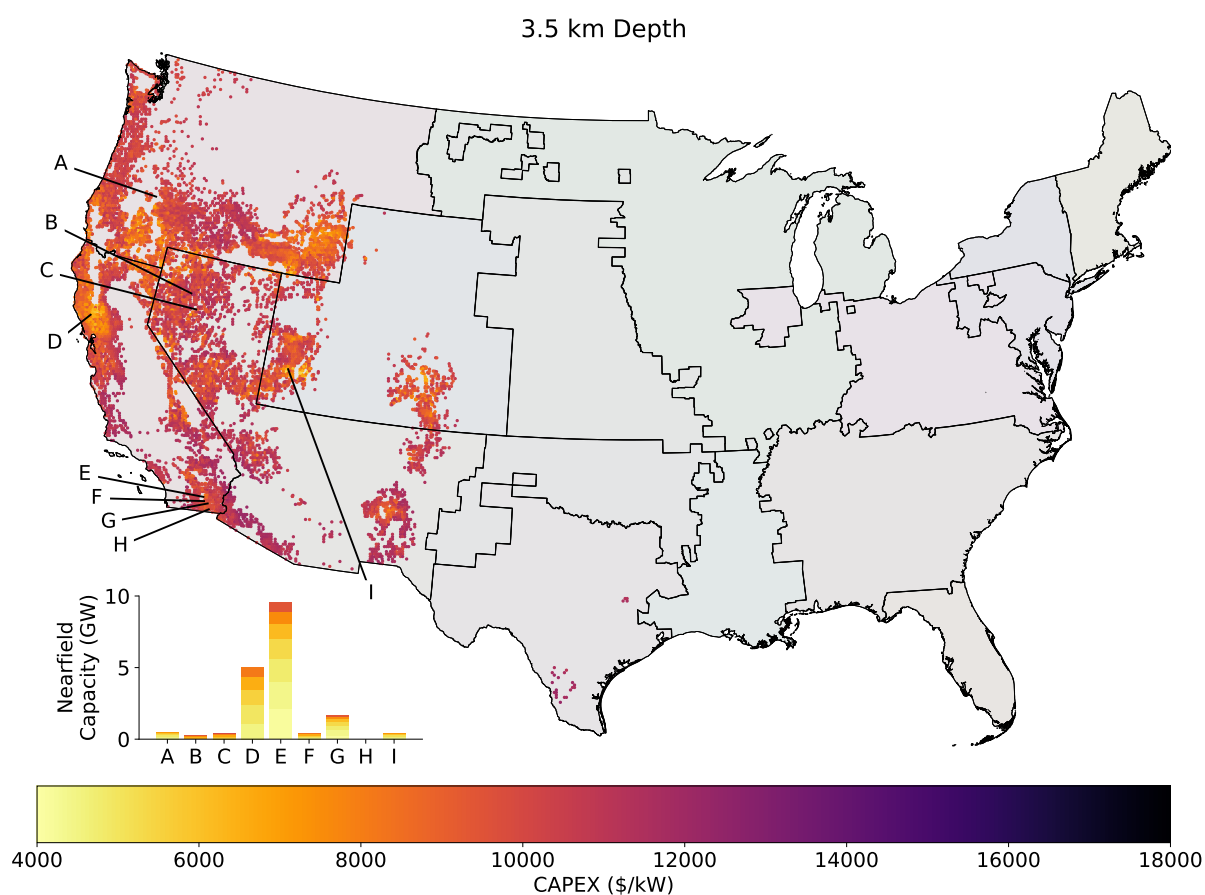 3.5 km Depth
A
B
C
D
E
F
G
H
I
10
5
0
Nearfield
Capacity (GW)
A B C D E F G H I
4000 6000 8000 10000 12000 14000 16000 18000
CAPEX ($/kW)